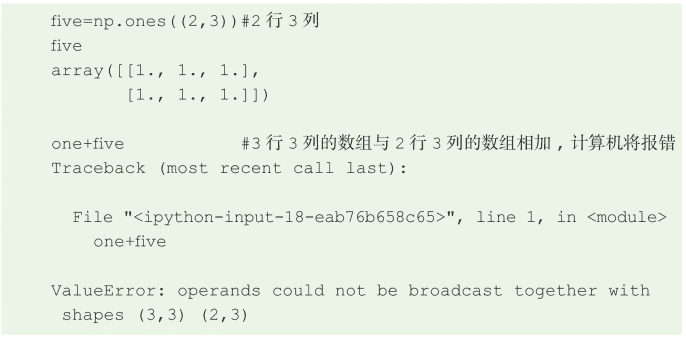 five=np.ones((2,3))#2 行 3 列
five
array([[1., 1., 1.],
       [1., 1., 1.]])
one+five #3 行 3 列的数组与 2 行 3 列的数组相加，计算机将报错
Traceback (most recent call last):
  File "<ipython-input-18-eab76b658c65>", line 1, in <module>
    one+five
ValueError: operands could not be broadcast together with
 shapes (3,3) (2,3)